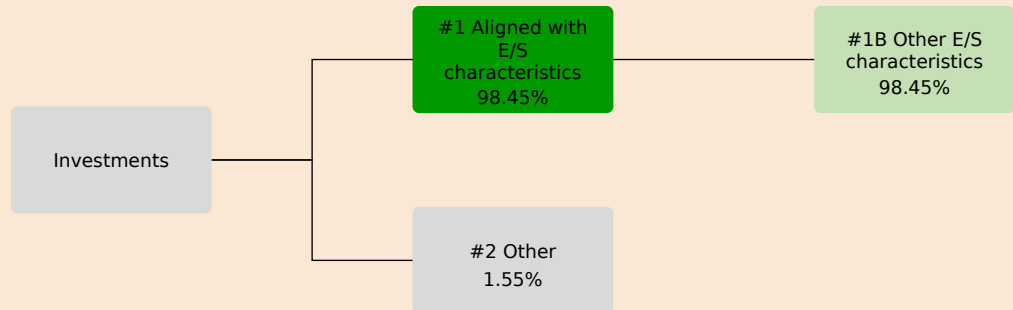 Investments
#1 Aligned with
E/S
characteristics
98.45%
#1B Other E/S
characteristics
98.45%
#2 Other
1.55%